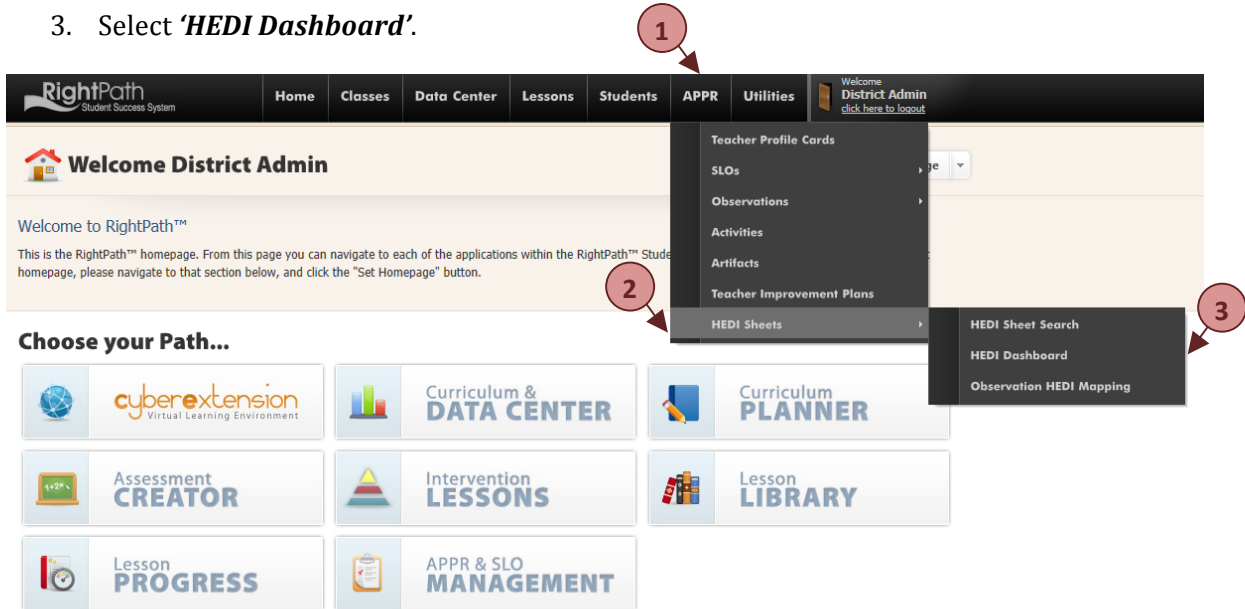 3. Select ‘HEDI Dashboard’.
1
RightPath
Student Success System
Home Classes Data Center Lessons Students APPR Utilities
Welcome
District Admin
click here to logout
Welcome District Admin
ge
Teacher Profile Cards
SLOs
Observations
Activities
Artifacts
Teacher Improvement Plans
HEDI Sheets
Welcome to RightPath™
This is the RightPath™ homepage. From this page you can navigate to each of the applications within the RightPath™ Stude
homepage, please navigate to that section below, and click the "Set Homepage" button.
2
3
HEDI Sheet Search
HEDI Dashboard
Observation HEDI Mapping
Choose your Path...
cyberextension
Virtual Learning Environment
Curriculum &
DATA CENTER
Curriculum
PLANNER
Assessment
CREATOR
Intervention
LESSONS
Lesson
LIBRARY
Lesson
PROGRESS
APPR & SLO
MANAGEMENT